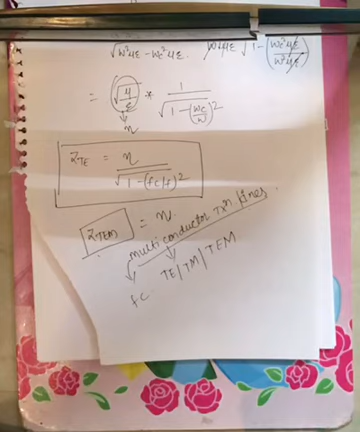 √ω²με - ωc²με. ω√με √1-(ωc²με/ω²με)
= √μ/ε * 1/√1-(ωc/ω)²
η
Z_TE = η/√1-(fc/f)²
Z_TEM = η.
multi conductor Txⁿ lines.
fc. TE/TM/TEM